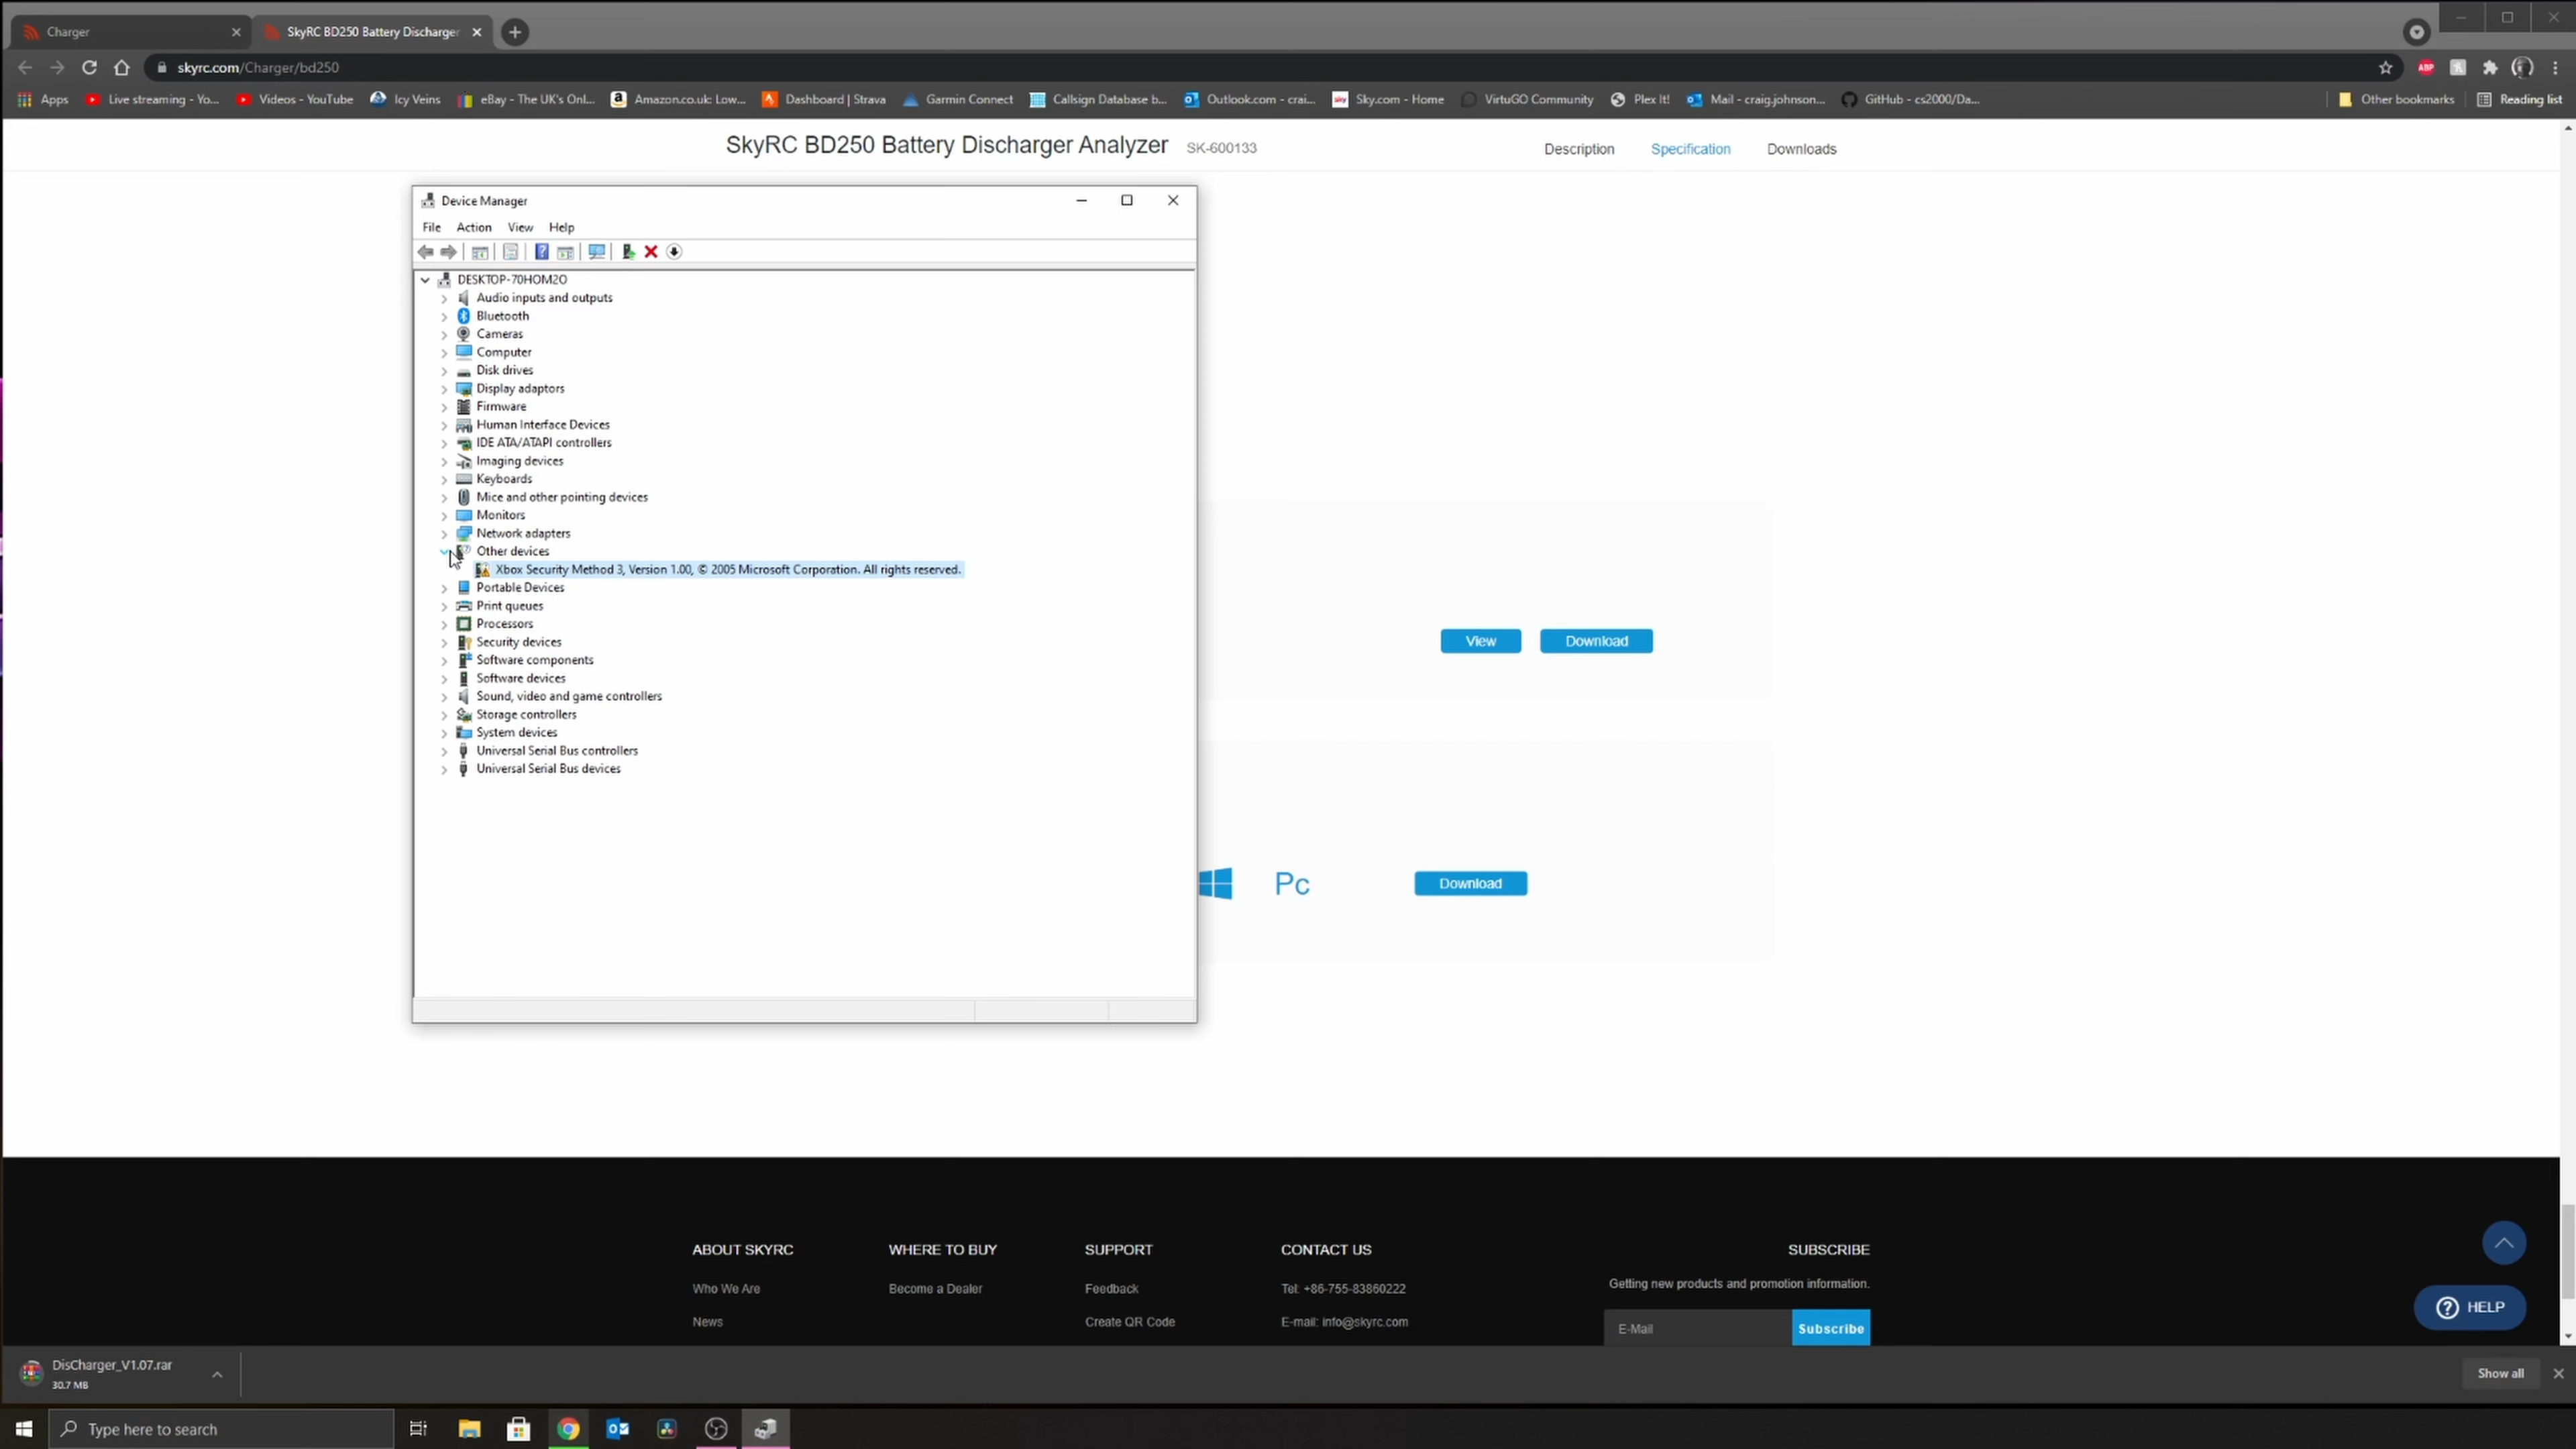 Charger
SkyRC BD250 Battery Discharger
skyrc.com/Charger/bd250
ABP
Apps
Live streaming - Yo...
Videos - YouTube
Icy Veins
eBay - The UK's Onl...
Amazon.co.uk: Low...
Dashboard | Strava
Garmin Connect
Callsign Database b...
Outlook.com - crai...
Sky.com - Home
VirtuGO Community
Plex It!
Mail - craig.johnson...
GitHub - cs2000/Da...
Other bookmarks
Reading list
SkyRC BD250 Battery Discharger Analyzer SK-600133
Description
Specification
Downloads
Device Manager
File Action View Help
DESKTOP-70HOM2O
Audio inputs and outputs
Bluetooth
Cameras
Computer
Disk drives
Display adaptors
Firmware
Human Interface Devices
IDE ATA/ATAPI controllers
Imaging devices
Keyboards
Mice and other pointing devices
Monitors
Network adapters
Other devices
Xbox Security Method 3, Version 1.00, © 2005 Microsoft Corporation. All rights reserved.
Portable Devices
Print queues
Processors
Security devices
Software components
Software devices
Sound, video and game controllers
Storage controllers
System devices
Universal Serial Bus controllers
Universal Serial Bus devices
View
Download
Pc
Download
ABOUT SKYRC
WHERE TO BUY
SUPPORT
CONTACT US
SUBSCRIBE
Who We Are
Become a Dealer
Feedback
Tel: +86-755-83860222
Getting new products and promotion information.
News
Create QR Code
E-mail: info@skyrc.com
E-Mail
Subscribe
HELP
DisCharger_V1.07.rar
30.7 MB
Show all
Type here to search